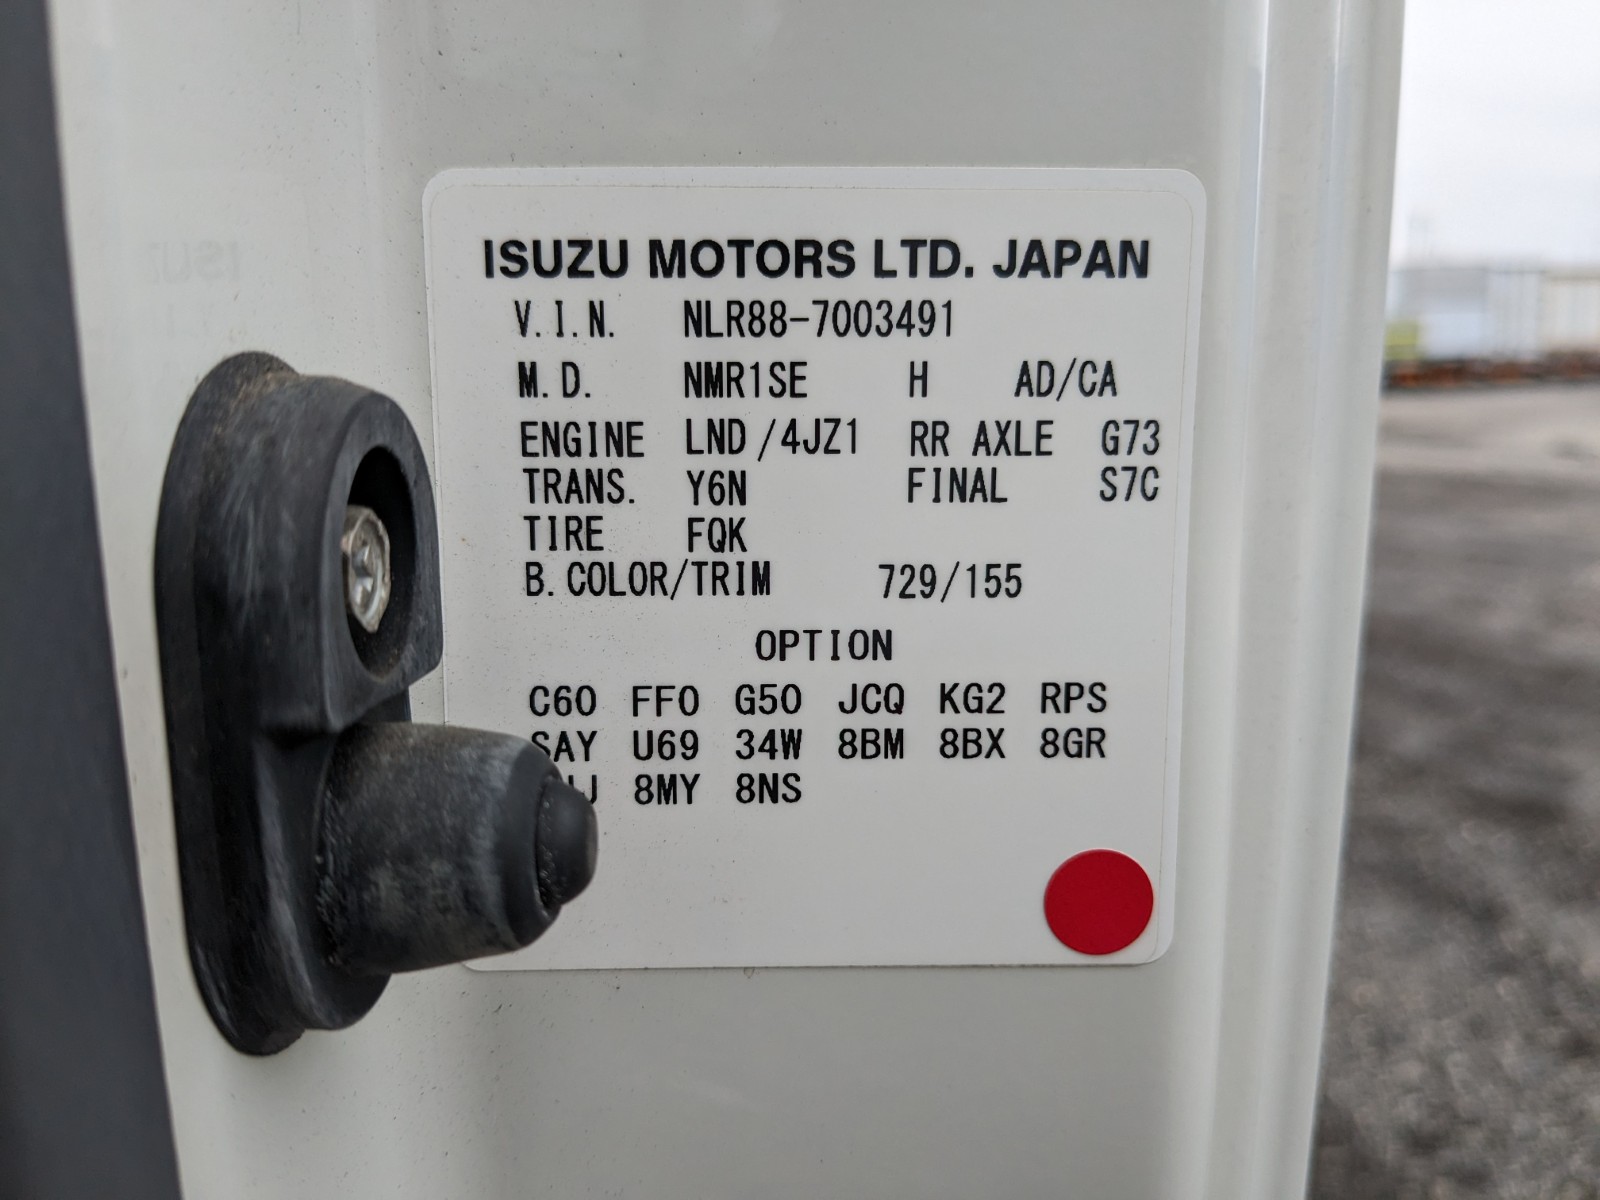 ISUZU MOTORS LTD. JAPAN
V.I.N. NLR88-7003491
M.D. NMR1SE H AD/CA
ENGINE LND/4JZ1 RR AXLE G73
TRANS. Y6N FINAL S7C
TIRE FQK
B.COLOR/TRIM 729/155
OPTION
C60 FF0 G50 JCQ KG2 RPS
SAY U69 34W 8BM 8BX 8GR
8MY 8NS